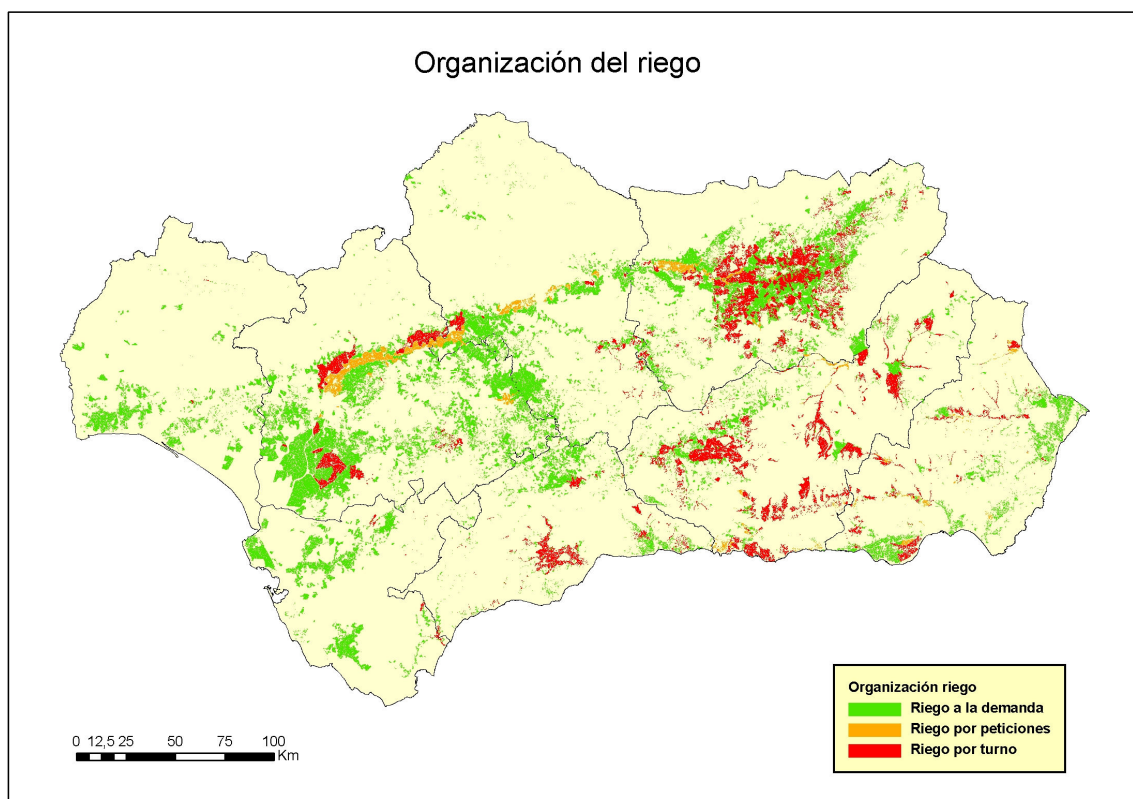 Organización del riego
Organización riego
Riego a la demanda
Riego por peticiones
Riego por turno
0 12,5 25 50 75 100
Km